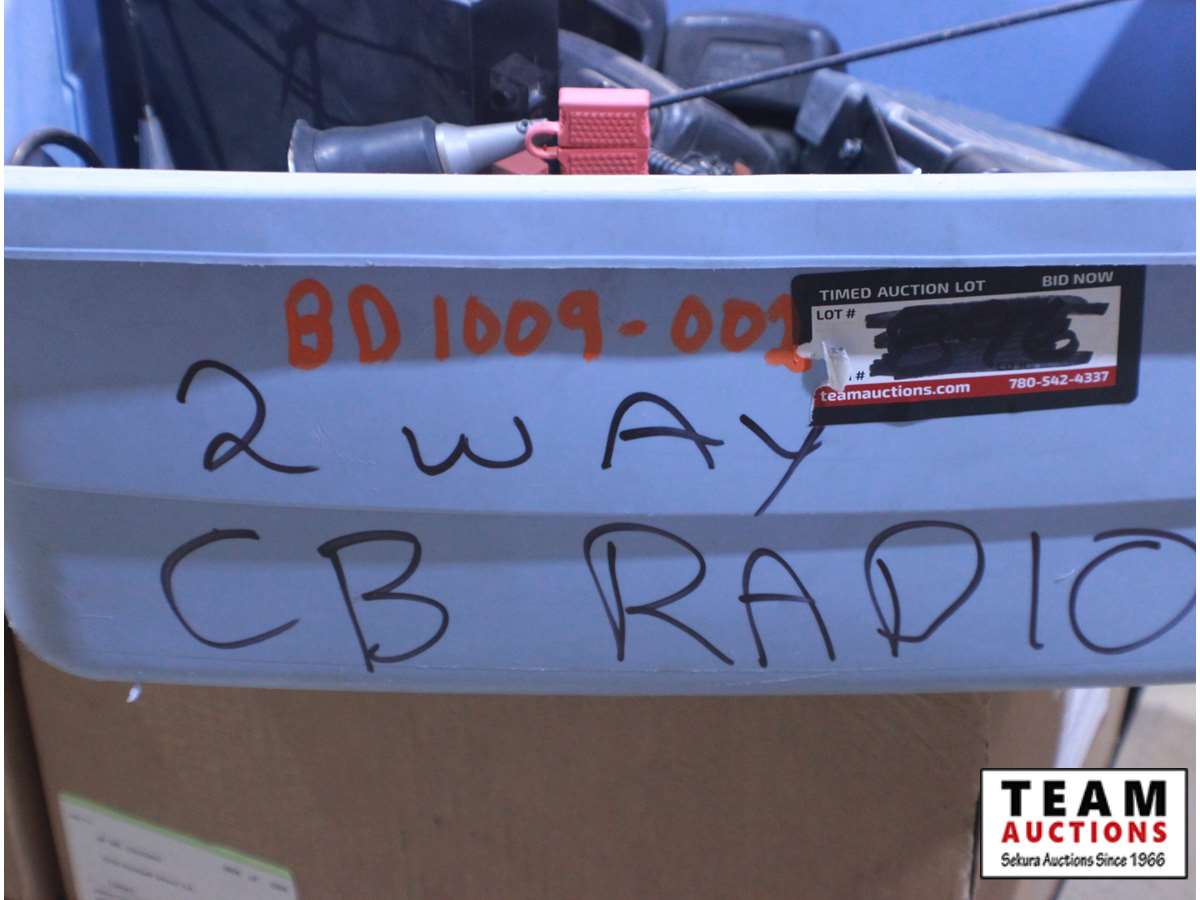 BD1009-002
TIMED AUCTION LOT BID NOW
LOT #
#
teamauctions.com 780-542-4337
2 WAY
CB RADIO
TEAM
AUCTIONS
Sekura Auctions Since 1966